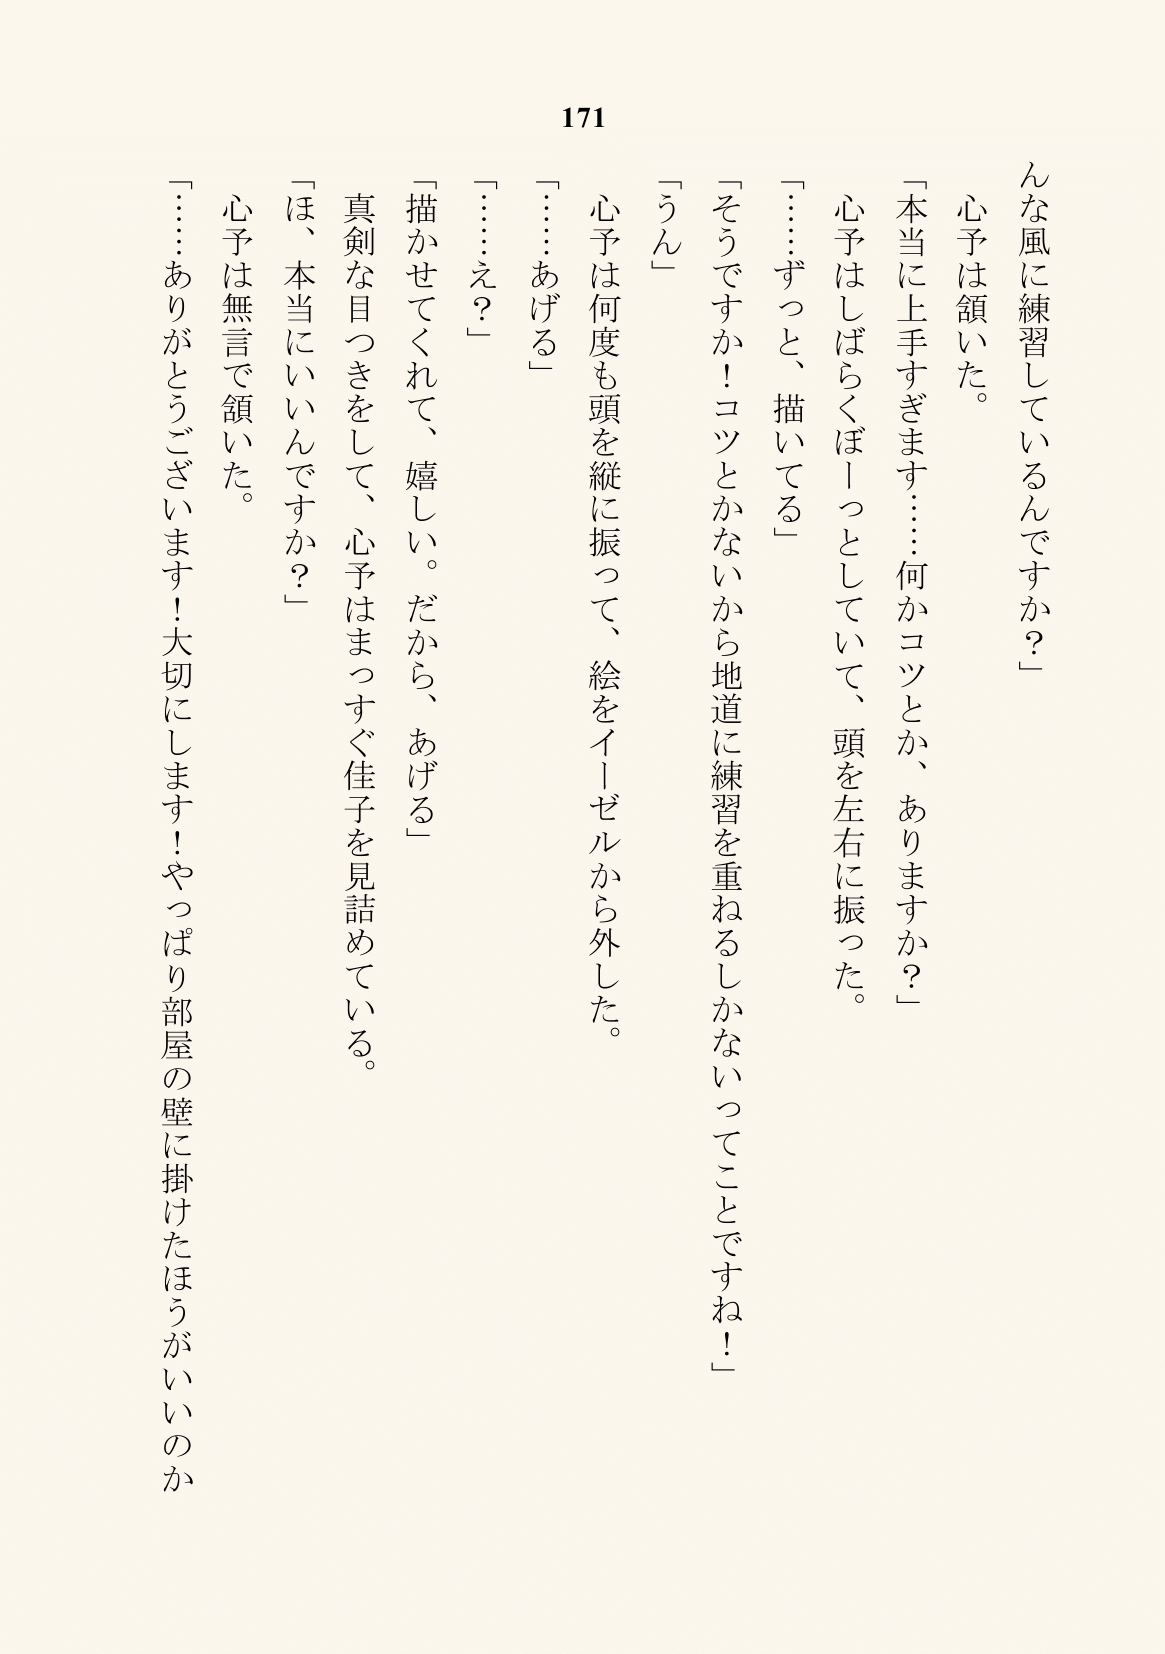 171
んな風に練習しているんですか？」
　心予は頷いた。
「本当に上手すぎます……何かコツとか、ありますか？」
　心予はしばらくぼーっとしていて、頭を左右に振った。
「……ずっと、描いてる」
「そうですか！コツとかないから地道に練習を重ねるしかないってことですね！」
「うん」
　心予は何度も頭を縦に振って、絵をイーゼルから外した。
「……あげる」
「……え？」
「描かせてくれて、嬉しい。だから、あげる」
　真剣な目つきをして、心予はまっすぐ佳子を見詰めている。
「ほ、本当にいいんですか？」
　心予は無言で頷いた。
「……ありがとうございます！大切にします！やっぱり部屋の壁に掛けたほうがいいのか